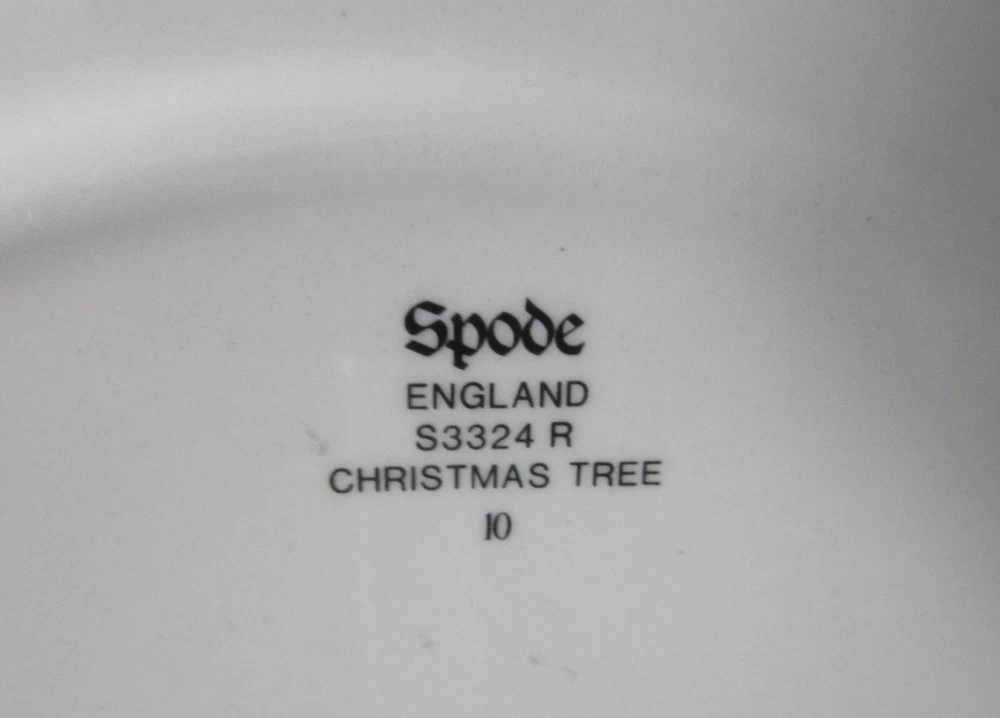 Spode
ENGLAND
S3324 R
CHRISTMAS TREE
10